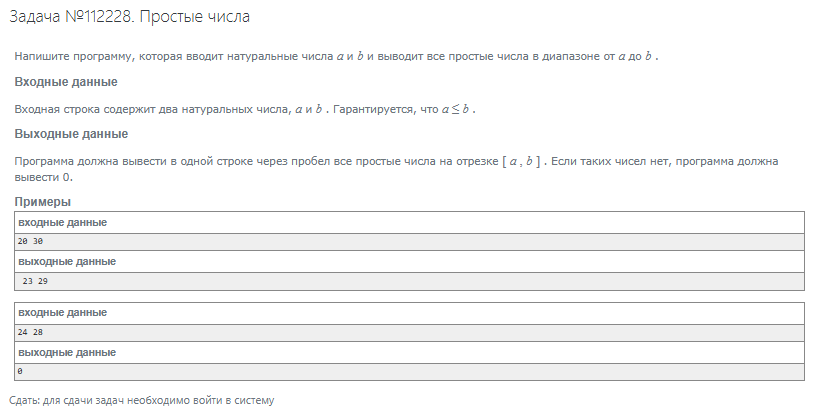 Задача №112228. Простые числа
Напишите программу, которая вводит натуральные числа a и b и выводит все простые числа в диапазоне от a до b .
Входные данные
Входная строка содержит два натуральных числа, a и b . Гарантируется, что a ≤ b .
Выходные данные
Программа должна вывести в одной строке через пробел все простые числа на отрезке [ a , b ] . Если таких чисел нет, программа должна
вывести 0.
Примеры
входные данные
20 30
выходные данные
23 29
входные данные
24 28
выходные данные
0
Сдать: для сдачи задач необходимо войти в систему